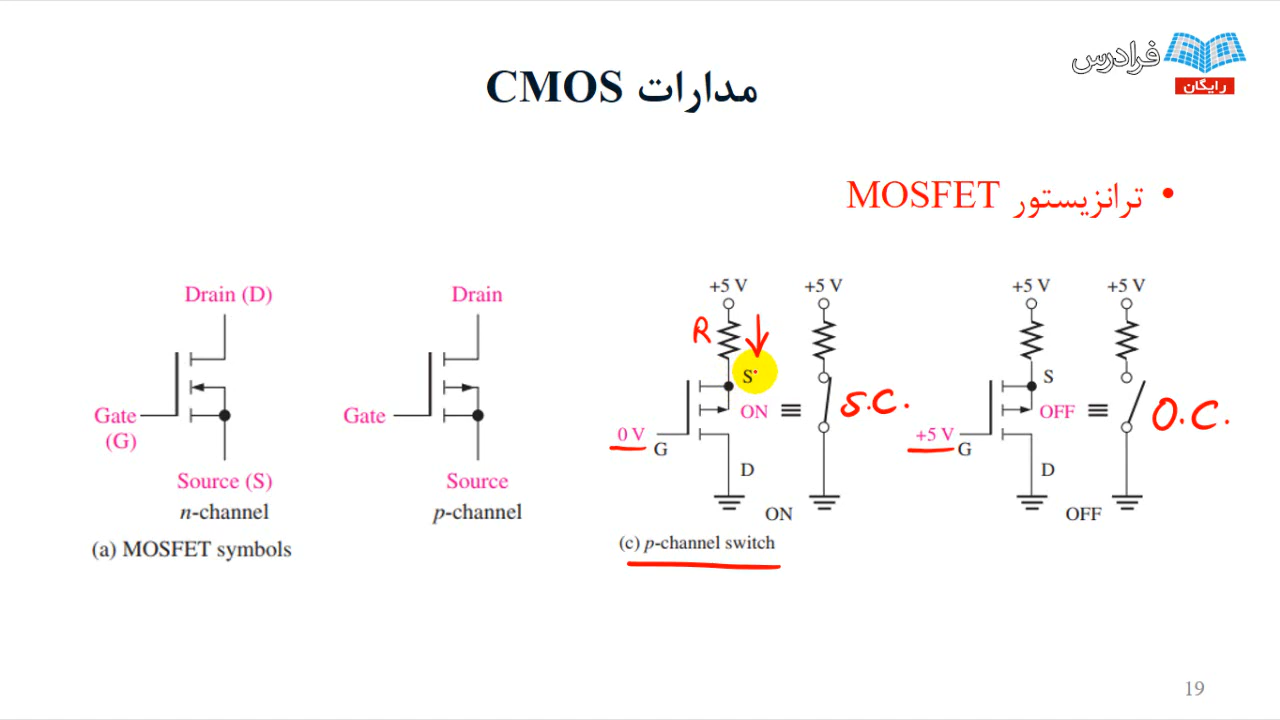 فرادرس
رایگان
مدارات CMOS
• ترانزیستور MOSFET
Drain (D)
Gate
(G)
Source (S)
n-channel
Drain
Gate
Source
p-channel
(a) MOSFET symbols
+5 V
+5 V
R
S
ON
S.C.
0 V
G
D
ON
(c) p-channel switch
+5 V
+5 V
S
OFF
O.C.
+5 V
G
D
OFF
19